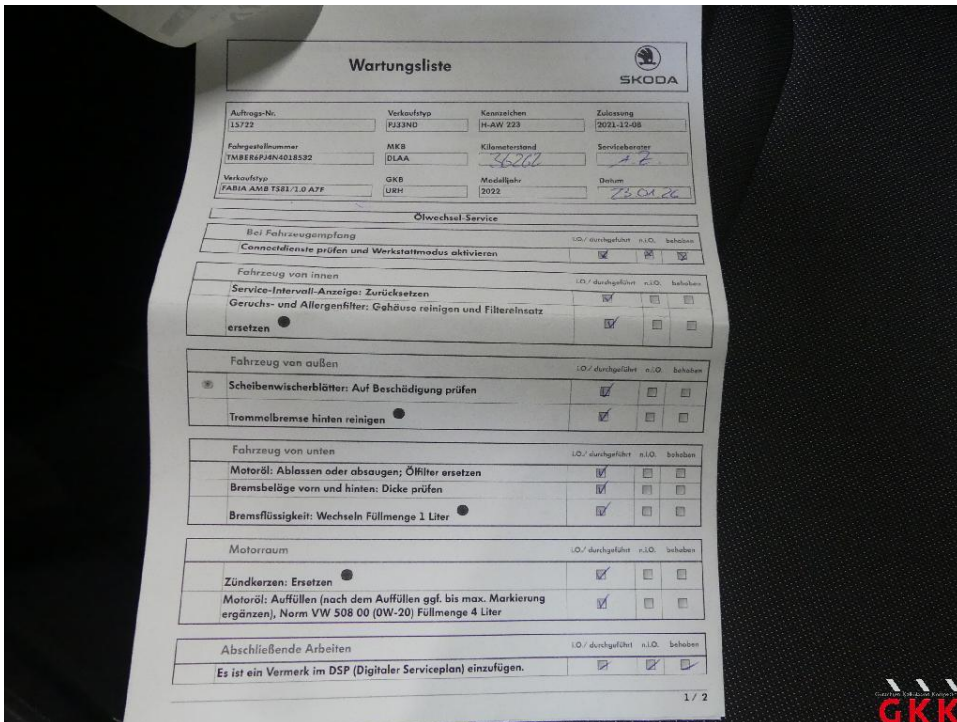 Wartungsliste
SKODA
Auftrags-Nr. Verkaufstyp Kennzeichen Zulassung
15722 PJ33ND H-AW 223 2021-12-08
Fahrgestellnummer MKB Kilometerstand Serviceberater
TMBER6PJ4N4018532 DLAA 36262 A.Z.
Verkaufstyp GKB Modelljahr Datum
FABIA AMB TS81/1.0 A7F URH 2022 23.01.26
Ölwechsel-Service
Bei Fahrzeugempfang i.O./ durchgeführt n.i.O. behoben
Connectdienste prüfen und Werkstattmodus aktivieren
Fahrzeug von innen i.O./ durchgeführt n.i.O. behoben
Service-Intervall-Anzeige: Zurücksetzen
Geruchs- und Allergenfilter: Gehäuse reinigen und Filtereinsatz
ersetzen
Fahrzeug von außen i.O./ durchgeführt n.i.O. behoben
Scheibenwischerblätter: Auf Beschädigung prüfen
Trommelbremse hinten reinigen
Fahrzeug von unten i.O./ durchgeführt n.i.O. behoben
Motoröl: Ablassen oder absaugen; Ölfilter ersetzen
Bremsbeläge vorn und hinten: Dicke prüfen
Bremsflüssigkeit: Wechseln Füllmenge 1 Liter
Motorraum i.O./ durchgeführt n.i.O. behoben
Zündkerzen: Ersetzen
Motoröl: Auffüllen (nach dem Auffüllen ggf. bis max. Markierung
ergänzen), Norm VW 508 00 (0W-20) Füllmenge 4 Liter
Abschließende Arbeiten i.O./ durchgeführt n.i.O. behoben
Es ist ein Vermerk im DSP (Digitaler Serviceplan) einzufügen.
1 / 2
GKK